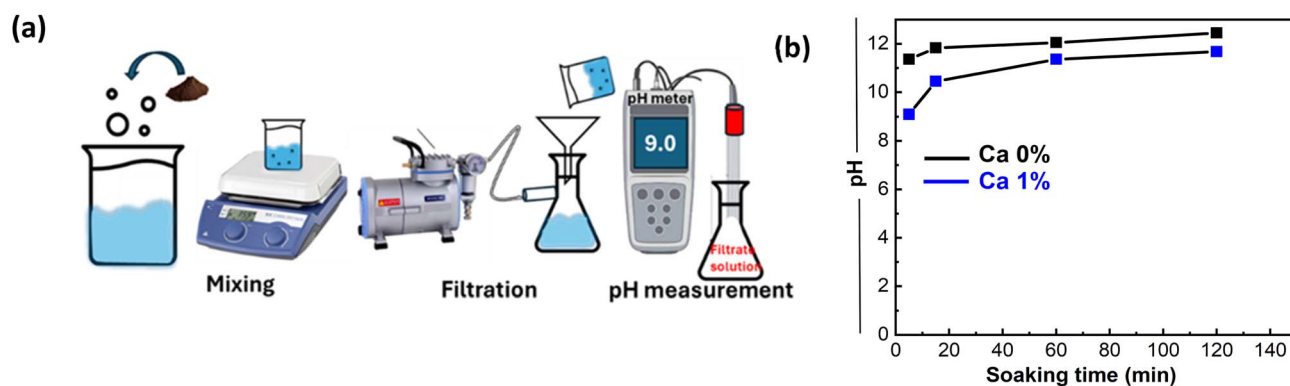 (a)
Mixing
Filtration
pH meter
9.0
Filtrate
solution
pH measurement
(b)
pH
12
10
8
6
4
2
0
Ca 0%
Ca 1%
0 20 40 60 80 100 120 140
Soaking time (min)